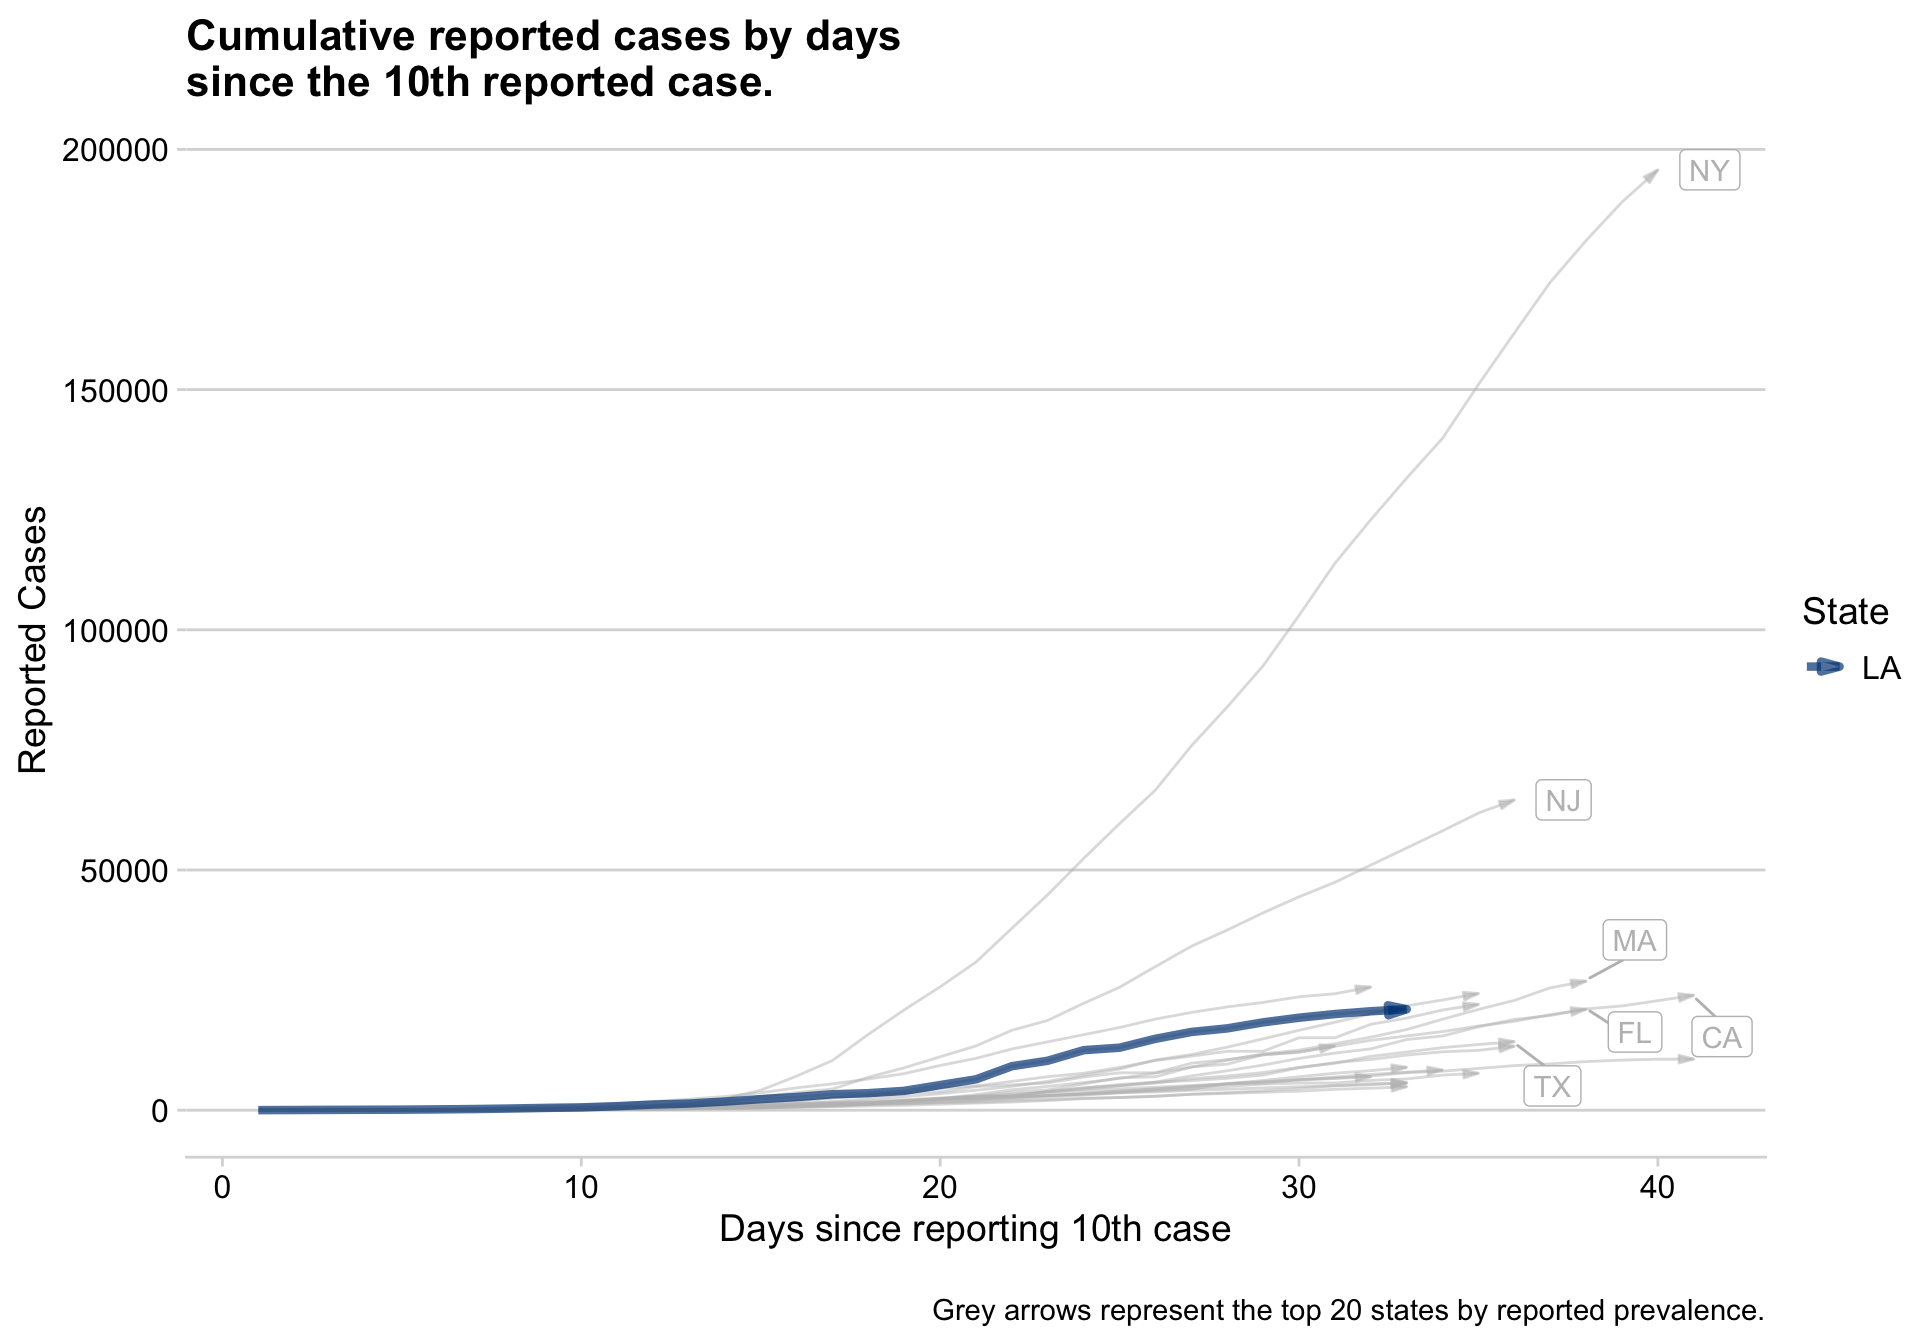 Cumulative reported cases by days
since the 10th reported case.
200000
150000
100000
50000
0
Reported Cases
NY
NJ
MA
FL
CA
TX
State
LA
0
10
20
30
40
Days since reporting 10th case
Grey arrows represent the top 20 states by reported prevalence.